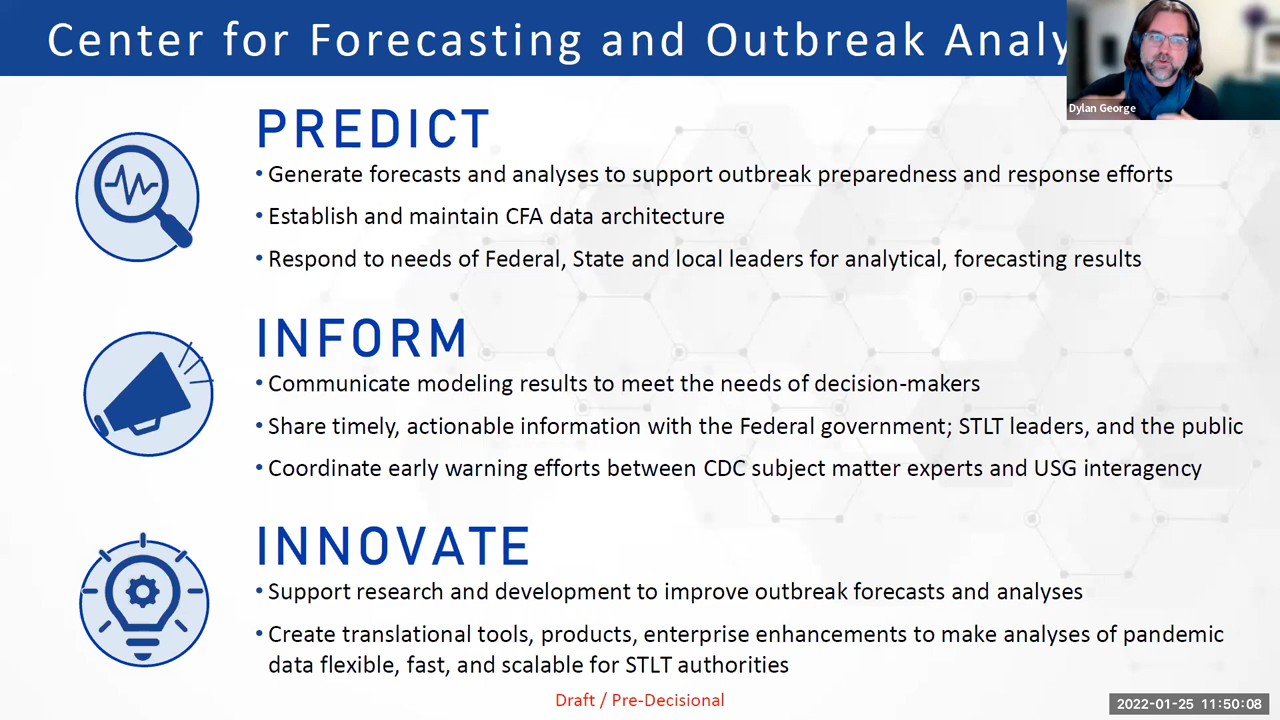 Center for Forecasting and Outbreak Analy
Dylan George
PREDICT
• Generate forecasts and analyses to support outbreak preparedness and response efforts
• Establish and maintain CFA data architecture
• Respond to needs of Federal, State and local leaders for analytical, forecasting results
INFORM
• Communicate modeling results to meet the needs of decision-makers
• Share timely, actionable information with the Federal government; STLT leaders, and the public
• Coordinate early warning efforts between CDC subject matter experts and USG interagency
INNOVATE
• Support research and development to improve outbreak forecasts and analyses
• Create translational tools, products, enterprise enhancements to make analyses of pandemic
data flexible, fast, and scalable for STLT authorities
Draft / Pre-Decisional
2022-01-25 11:50:08